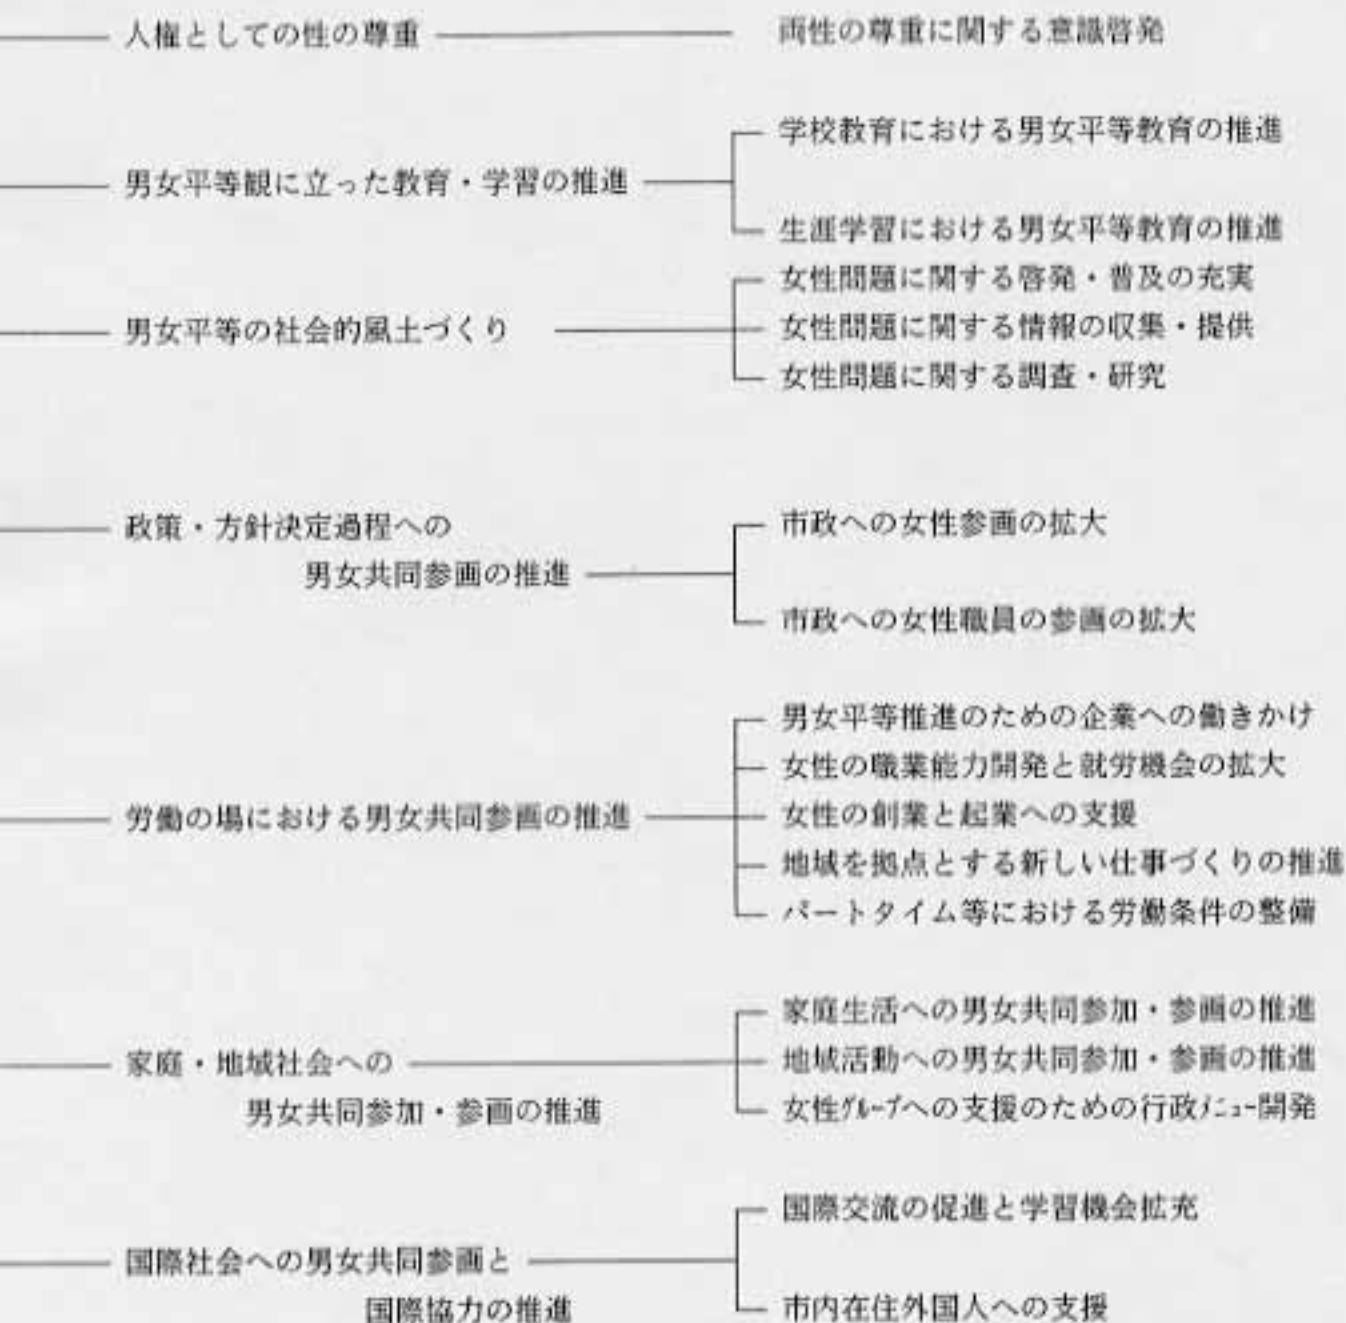 人権としての性の尊重
両性の尊重に関する意識啓発
男女平等観に立った教育・学習の推進
学校教育における男女平等教育の推進
生涯学習における男女平等教育の推進
男女平等の社会的風土づくり
女性問題に関する啓発・普及の充実
女性問題に関する情報の収集・提供
女性問題に関する調査・研究
政策・方針決定過程への
男女共同参画の推進
市政への女性参画の拡大
市政への女性職員の参画の拡大
労働の場における男女共同参画の推進
男女平等推進のための企業への働きかけ
女性の職業能力開発と就労機会の拡大
女性の創業と起業への支援
地域を拠点とする新しい仕事づくりの推進
パートタイム等における労働条件の整備
家庭・地域社会への
男女共同参加・参画の推進
家庭生活への男女共同参加・参画の推進
地域活動への男女共同参加・参画の推進
女性グループへの支援のための行政メニュー開発
国際社会への男女共同参画と
国際協力の推進
国際交流の促進と学習機会拡充
市内在住外国人への支援